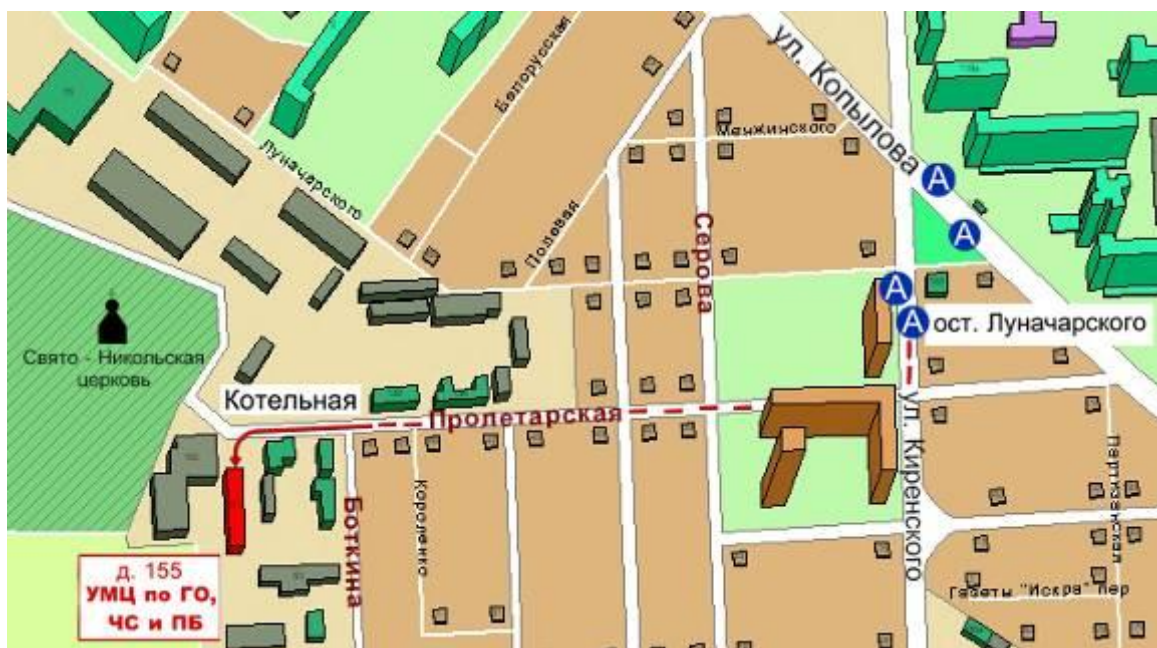 ул. Копылова
Белорусская
Менжинского
Луначарского
Полевая
Серова
А
А
А
А
ост. Луначарского
Свято - Никольская
церковь
Котельная
Пролетарская
ул. Киренского
Партизанская
Короленко
Боткина
д. 155
УМЦ по ГО,
ЧС и ПБ
Газеты "Искра" пер